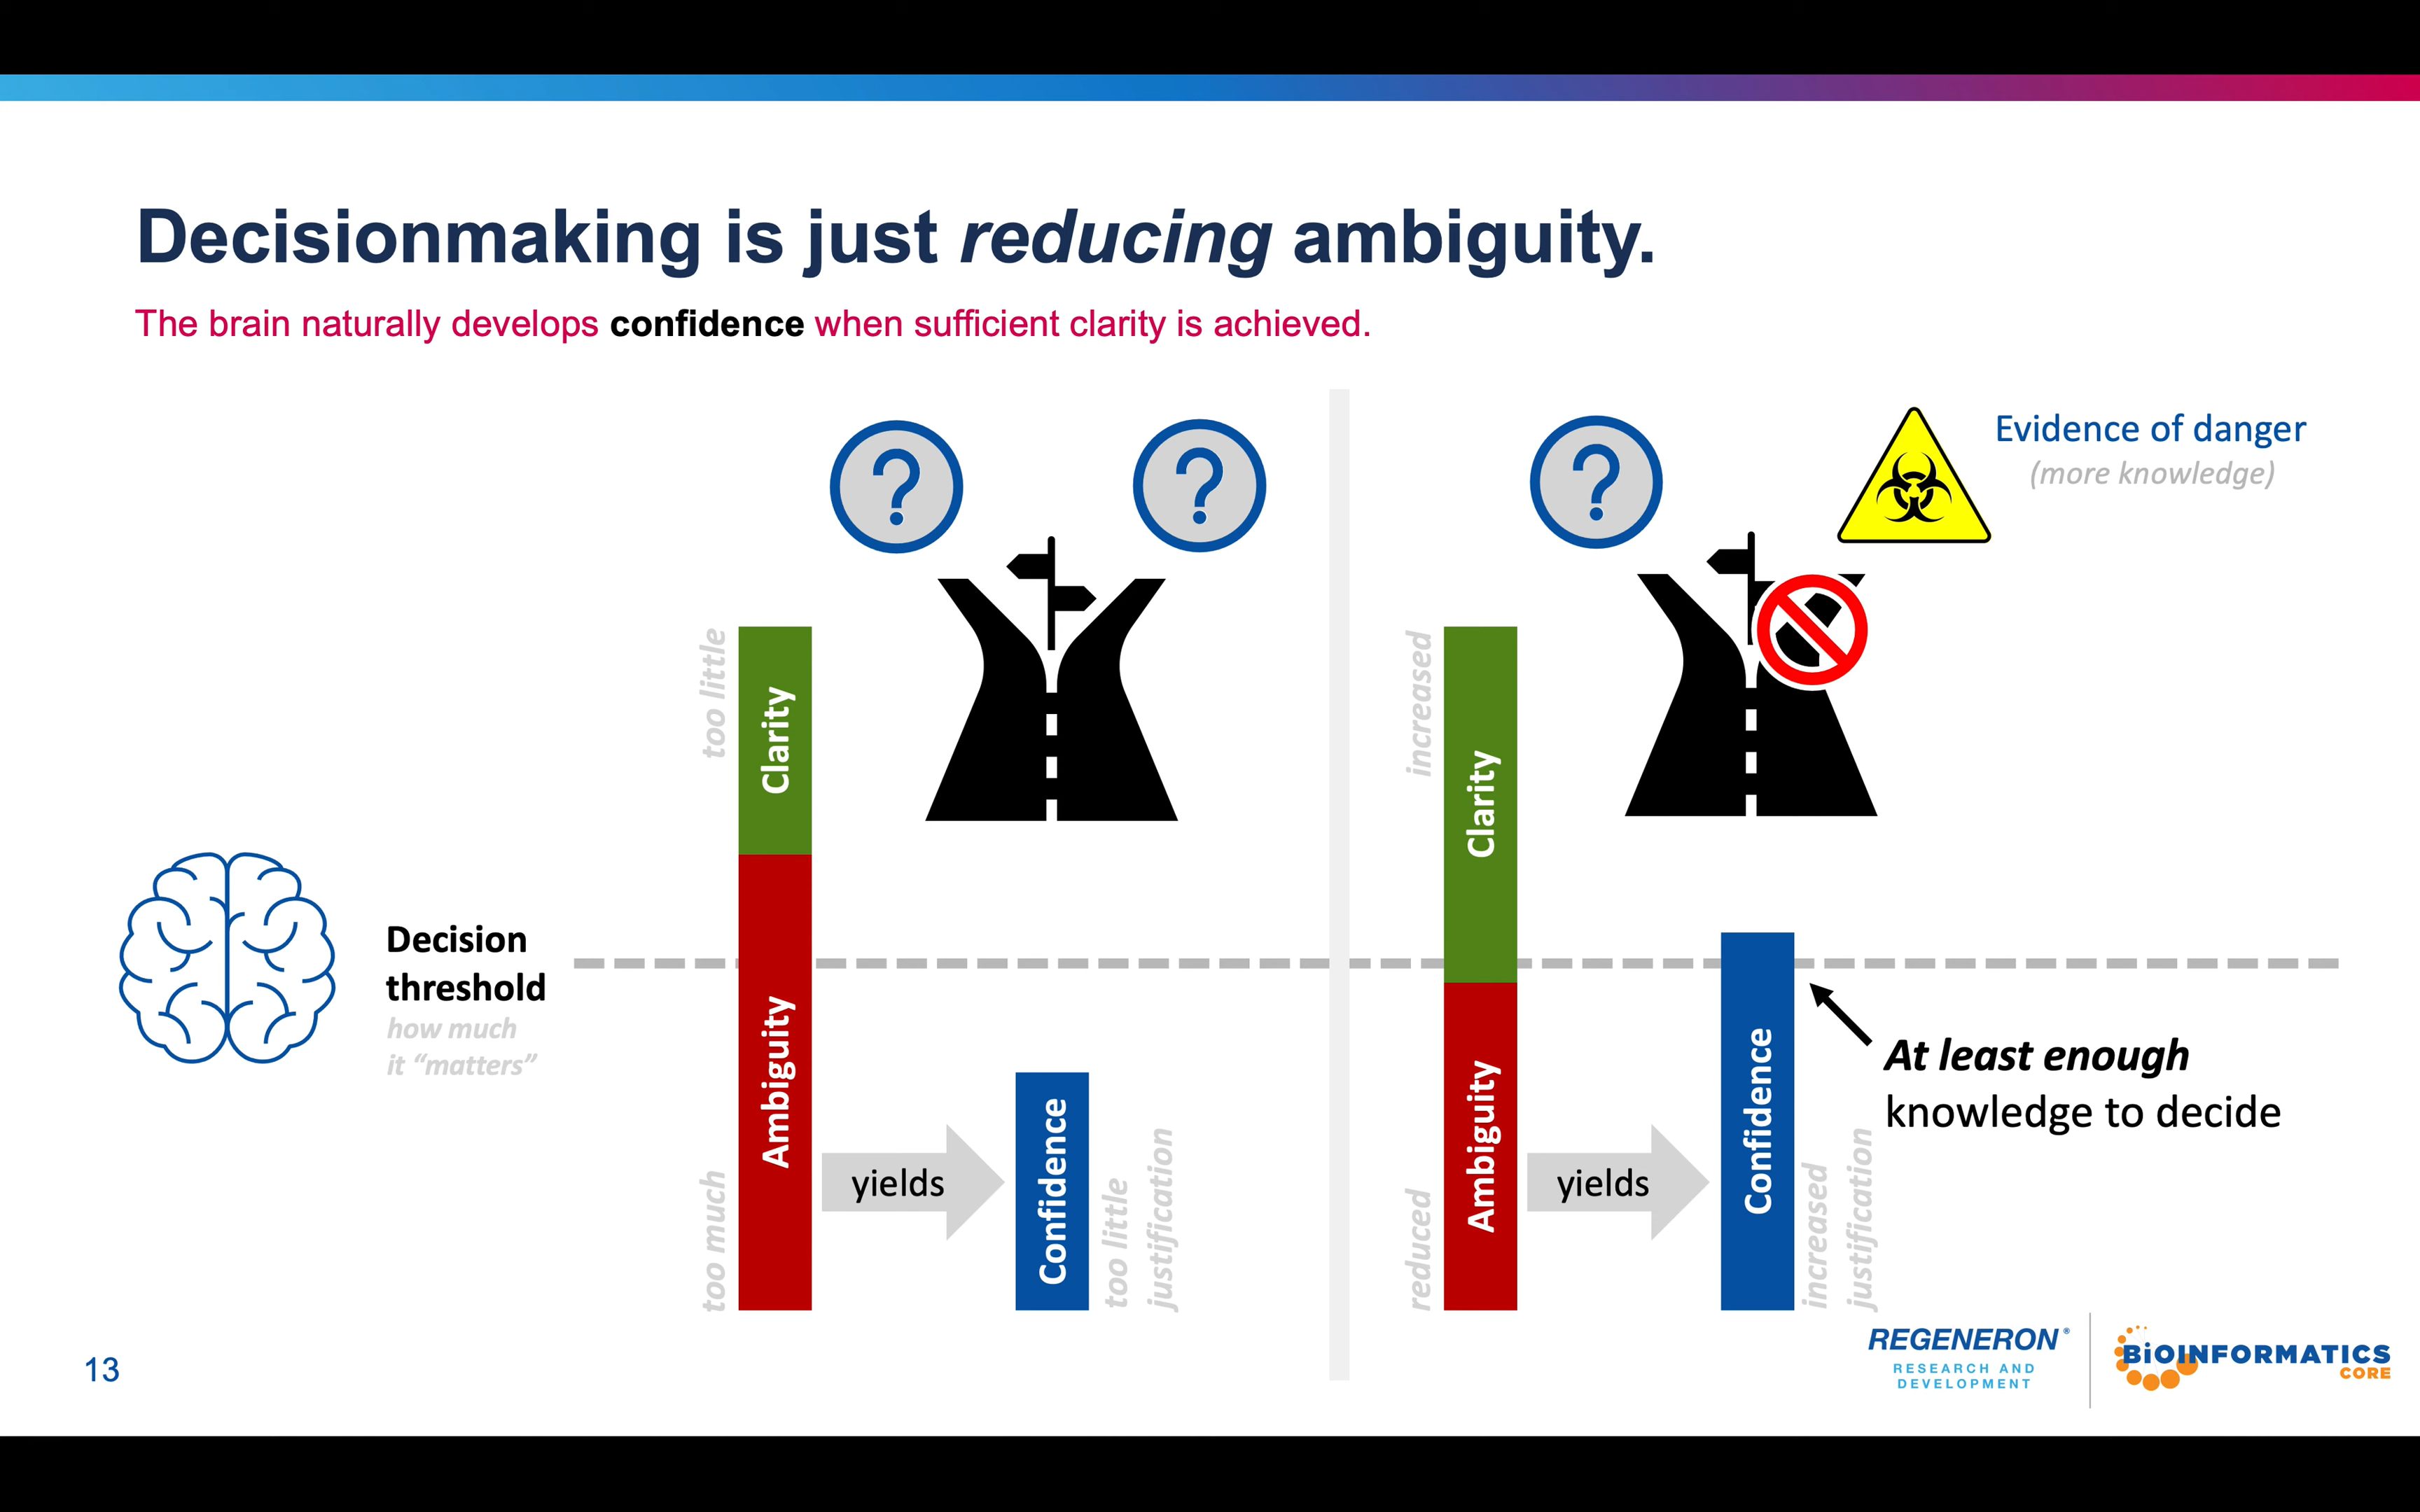 Decisionmaking is just reducing ambiguity.
The brain naturally develops confidence when sufficient clarity is achieved.
?
?
too little
Clarity
Decision
threshold
how much
it “matters”
Ambiguity
too much
yields
Confidence
too little
justification
?
Evidence of danger
(more knowledge)
increased
Clarity
Ambiguity
reduced
yields
Confidence
increased
justification
At least enough
knowledge to decide
13
REGENERON®
RESEARCH AND
DEVELOPMENT
BiOINFORMATICS
CORE